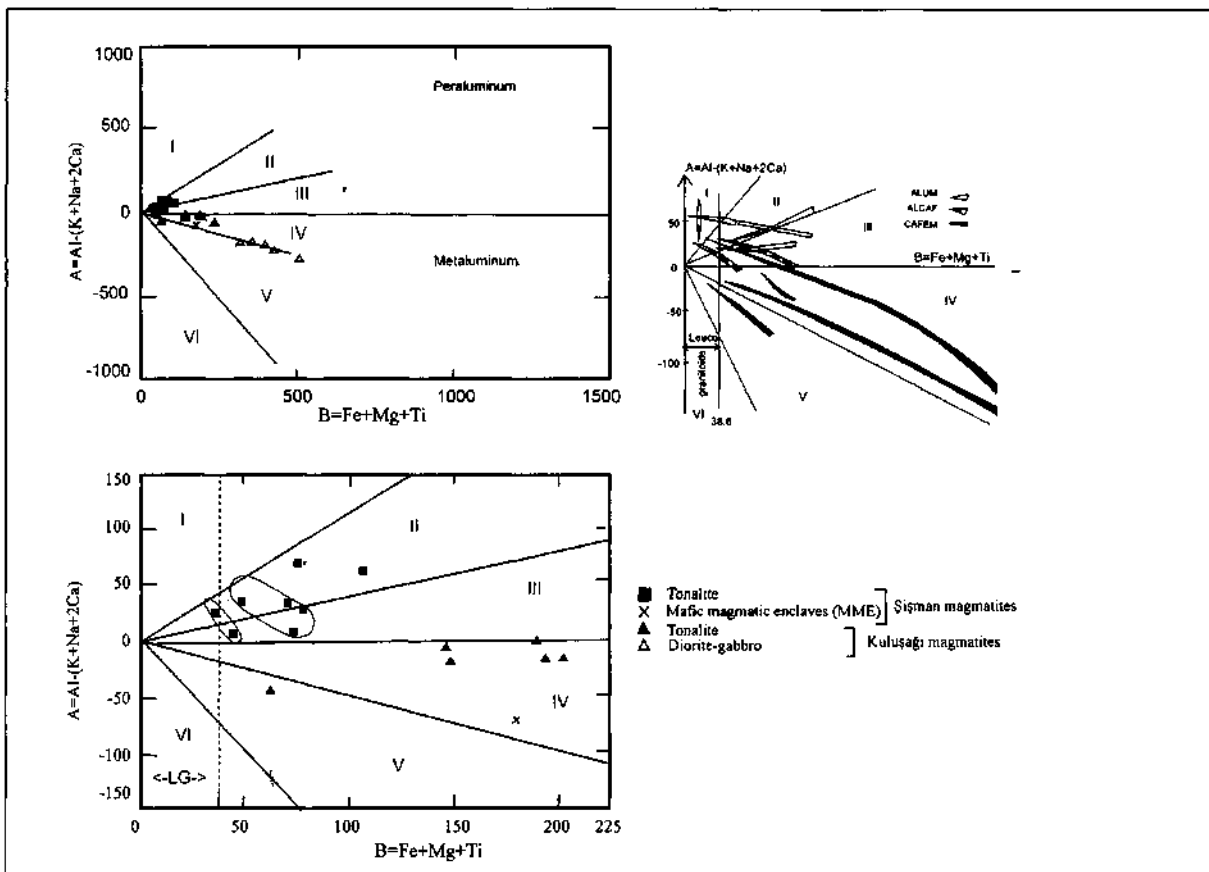 1000
500
0
-500
-1000
A=Al-(K+Na+2Ca)
Peraluminum
I
II
III
IV
Metaluminum
V
VI
0
500
1000
1500
B=Fe+Mg+Ti
A=Al-(K+Na+2Ca)
I
II
III
ALUM
ALCAF
CAFEM
50
0
-50
-100
B=Fe+Mg+Ti
IV
Leuco
granitoids
VI
38.6
V
150
100
50
0
-50
-100
-150
A=Al-(K+Na+2Ca)
I
II
III
IV
VI
V
<-LG->
0
50
100
150
200
225
B=Fe+Mg+Ti
Tonalite
Mafic magmatic enclaves (MME)
Şişman magmatites
Tonalite
Diorite-gabbro
Kuluşağı magmatites